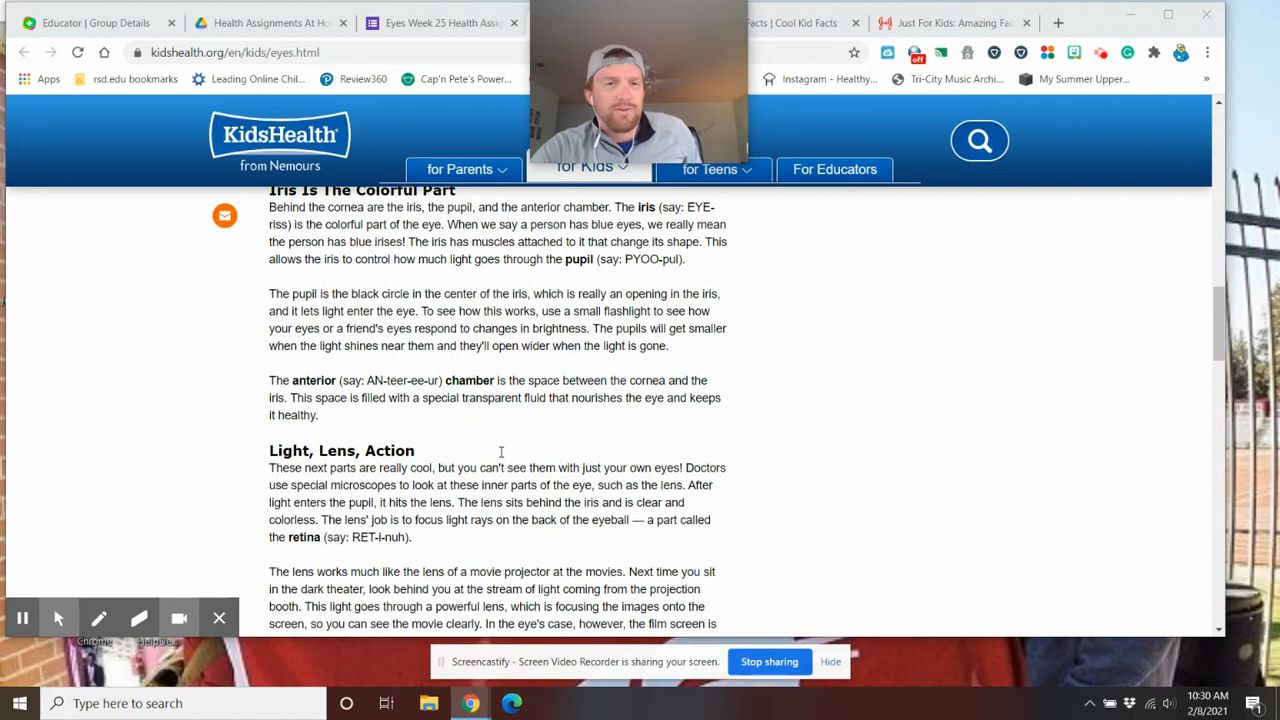 Educator | Group Details
Health Assignments At Ho
Eyes Week 25 Health Assig
Facts | Cool Kid Facts
Just For Kids: Amazing Fac
kidshealth.org/en/kids/eyes.html
off
Apps
rsd.edu bookmarks
Leading Online Chil...
Review360
Cap'n Pete's Power...
Instagram - Healthy...
Tri-City Music Archi...
My Summer Upper...
»
KidsHealth
from Nemours
for Parents
for Kids
for Teens
For Educators
Iris Is The Colorful Part
Behind the cornea are the iris, the pupil, and the anterior chamber. The iris (say: EYE-
riss) is the colorful part of the eye. When we say a person has blue eyes, we really mean
the person has blue irises! The iris has muscles attached to it that change its shape. This
allows the iris to control how much light goes through the pupil (say: PYOO-pul).
The pupil is the black circle in the center of the iris, which is really an opening in the iris,
and it lets light enter the eye. To see how this works, use a small flashlight to see how
your eyes or a friend's eyes respond to changes in brightness. The pupils will get smaller
when the light shines near them and they'll open wider when the light is gone.
The anterior (say: AN-teer-ee-ur) chamber is the space between the cornea and the
iris. This space is filled with a special transparent fluid that nourishes the eye and keeps
it healthy.
Light, Lens, Action
These next parts are really cool, but you can't see them with just your own eyes! Doctors
use special microscopes to look at these inner parts of the eye, such as the lens. After
light enters the pupil, it hits the lens. The lens sits behind the iris and is clear and
colorless. The lens' job is to focus light rays on the back of the eyeball — a part called
the retina (say: RET-i-nuh).
The lens works much like the lens of a movie projector at the movies. Next time you sit
in the dark theater, look behind you at the stream of light coming from the projection
booth. This light goes through a powerful lens, which is focusing the images onto the
screen, so you can see the movie clearly. In the eye's case, however, the film screen is
Chrome
Screencastify - Screen Video Recorder is sharing your screen.
Stop sharing
Hide
Type here to search
10:30 AM
2/8/2021
1